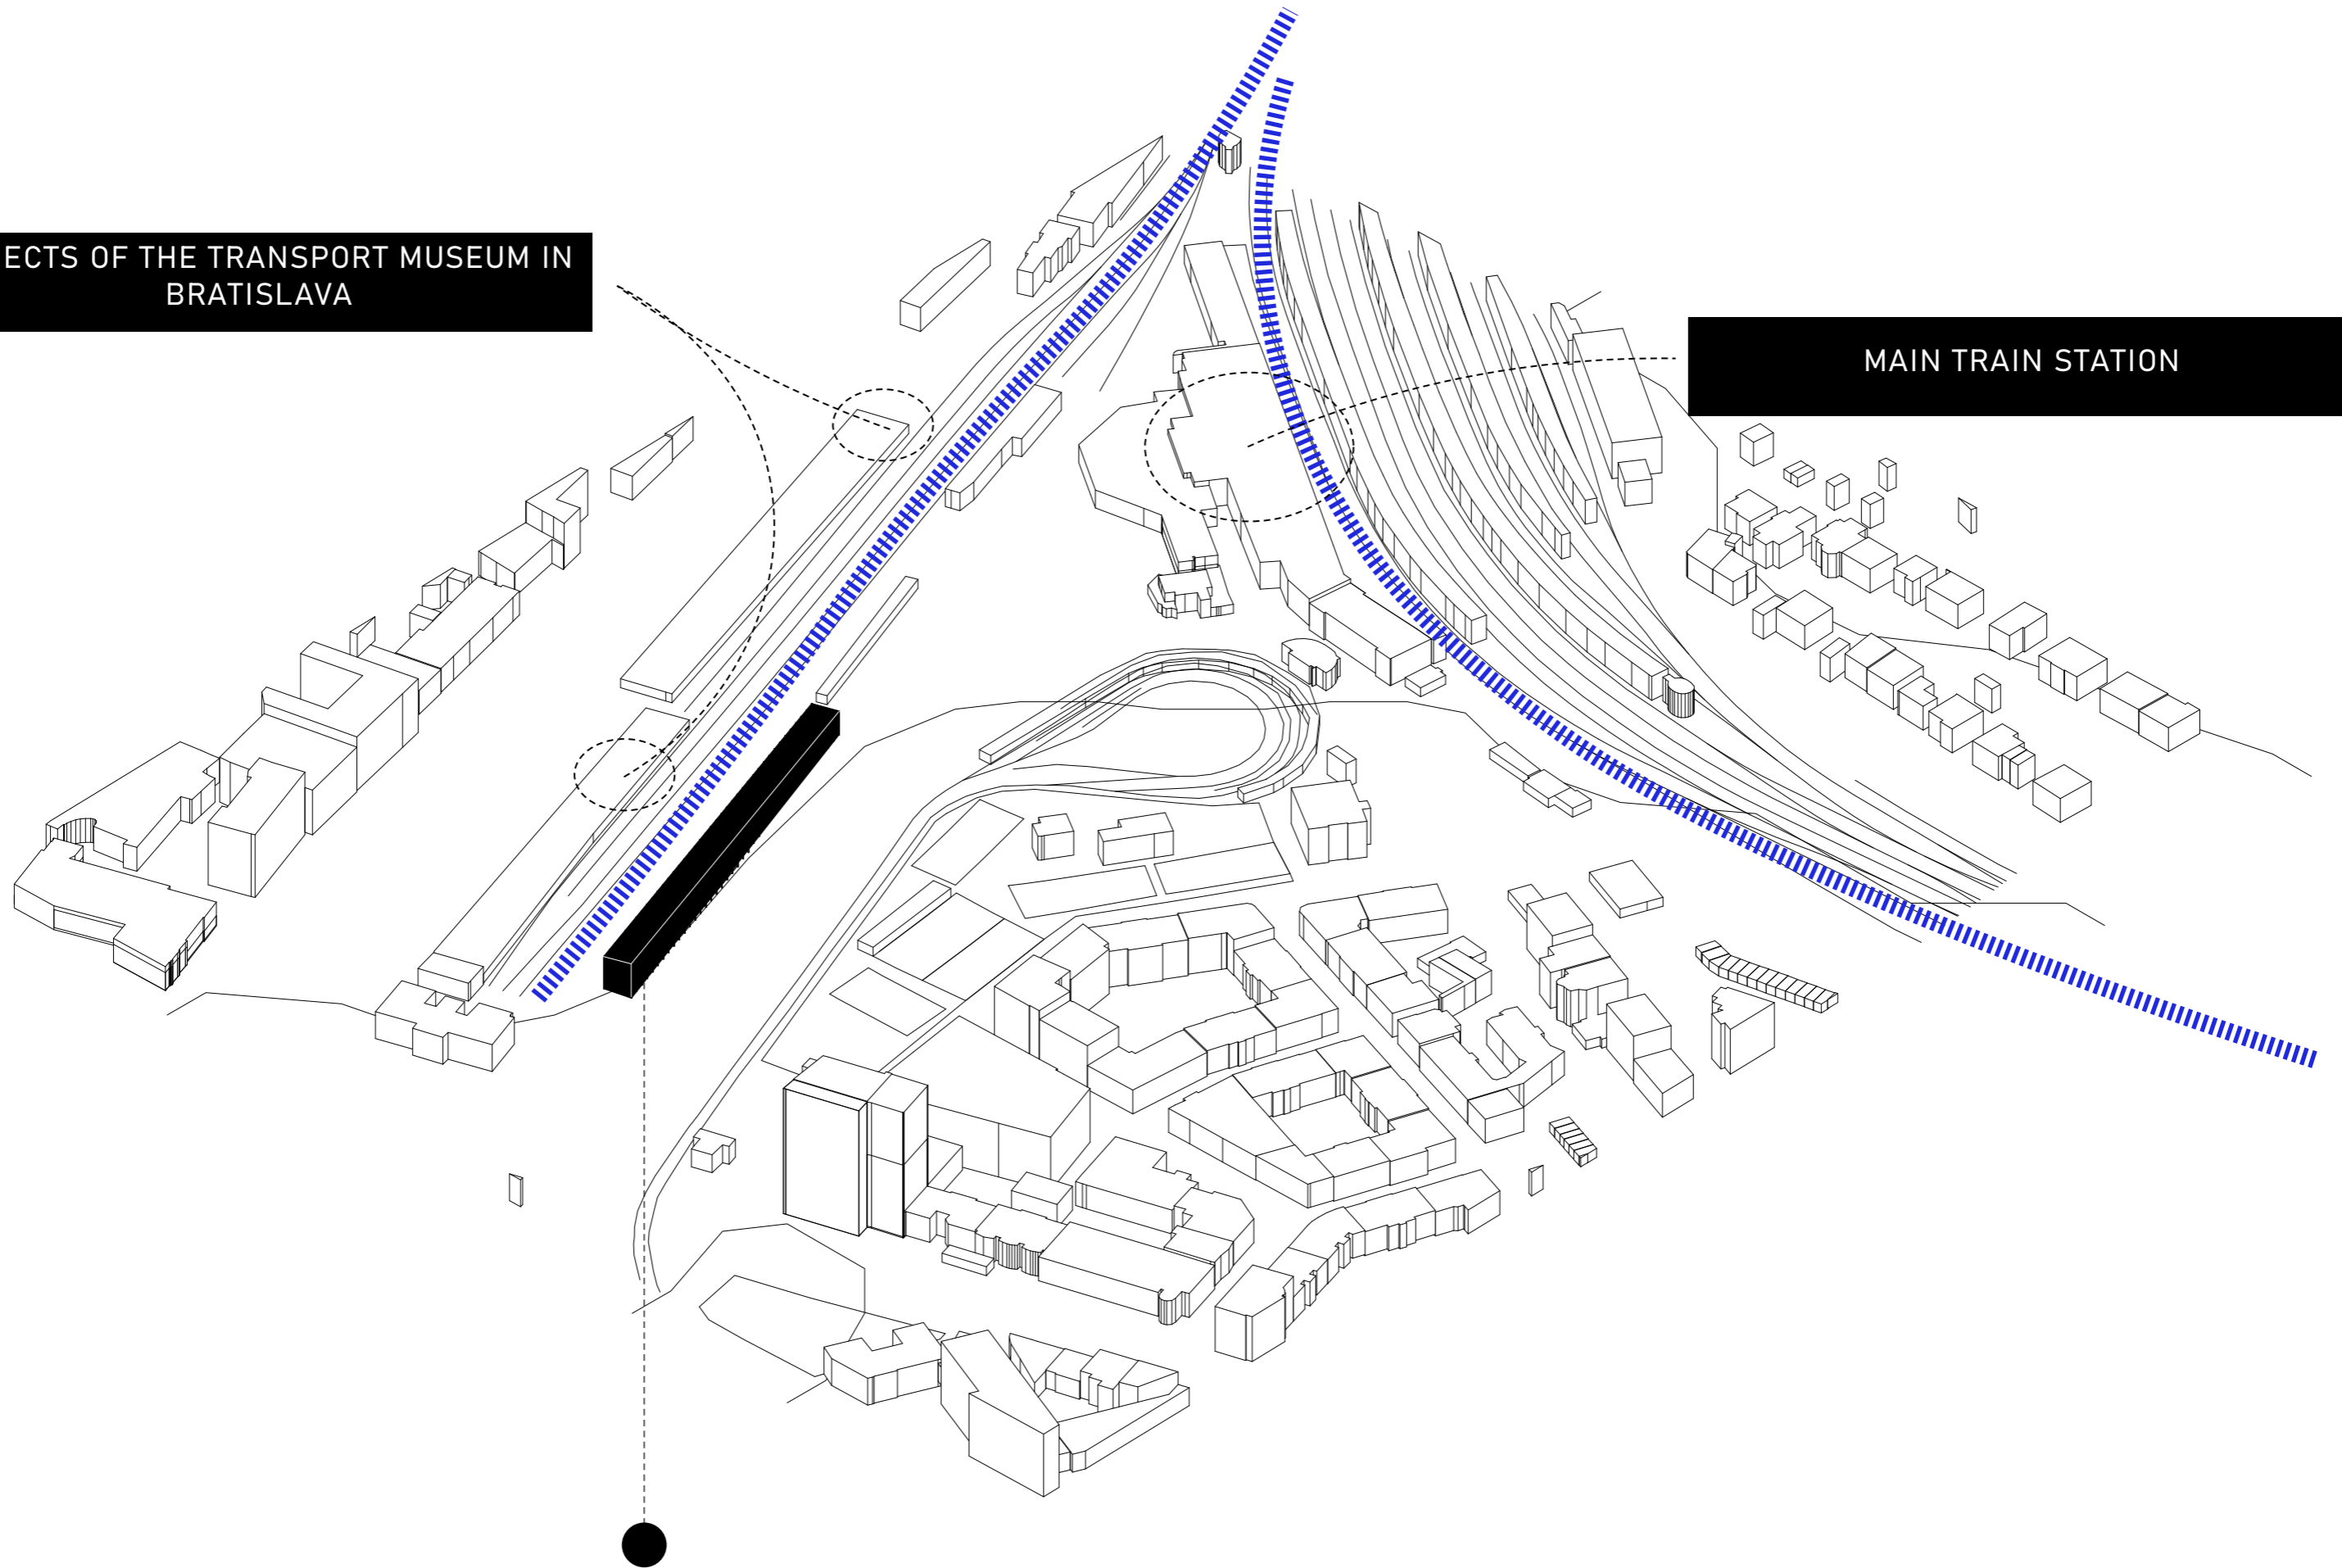 ECTS OF THE TRANSPORT MUSEUM IN
BRATISLAVA
MAIN TRAIN STATION